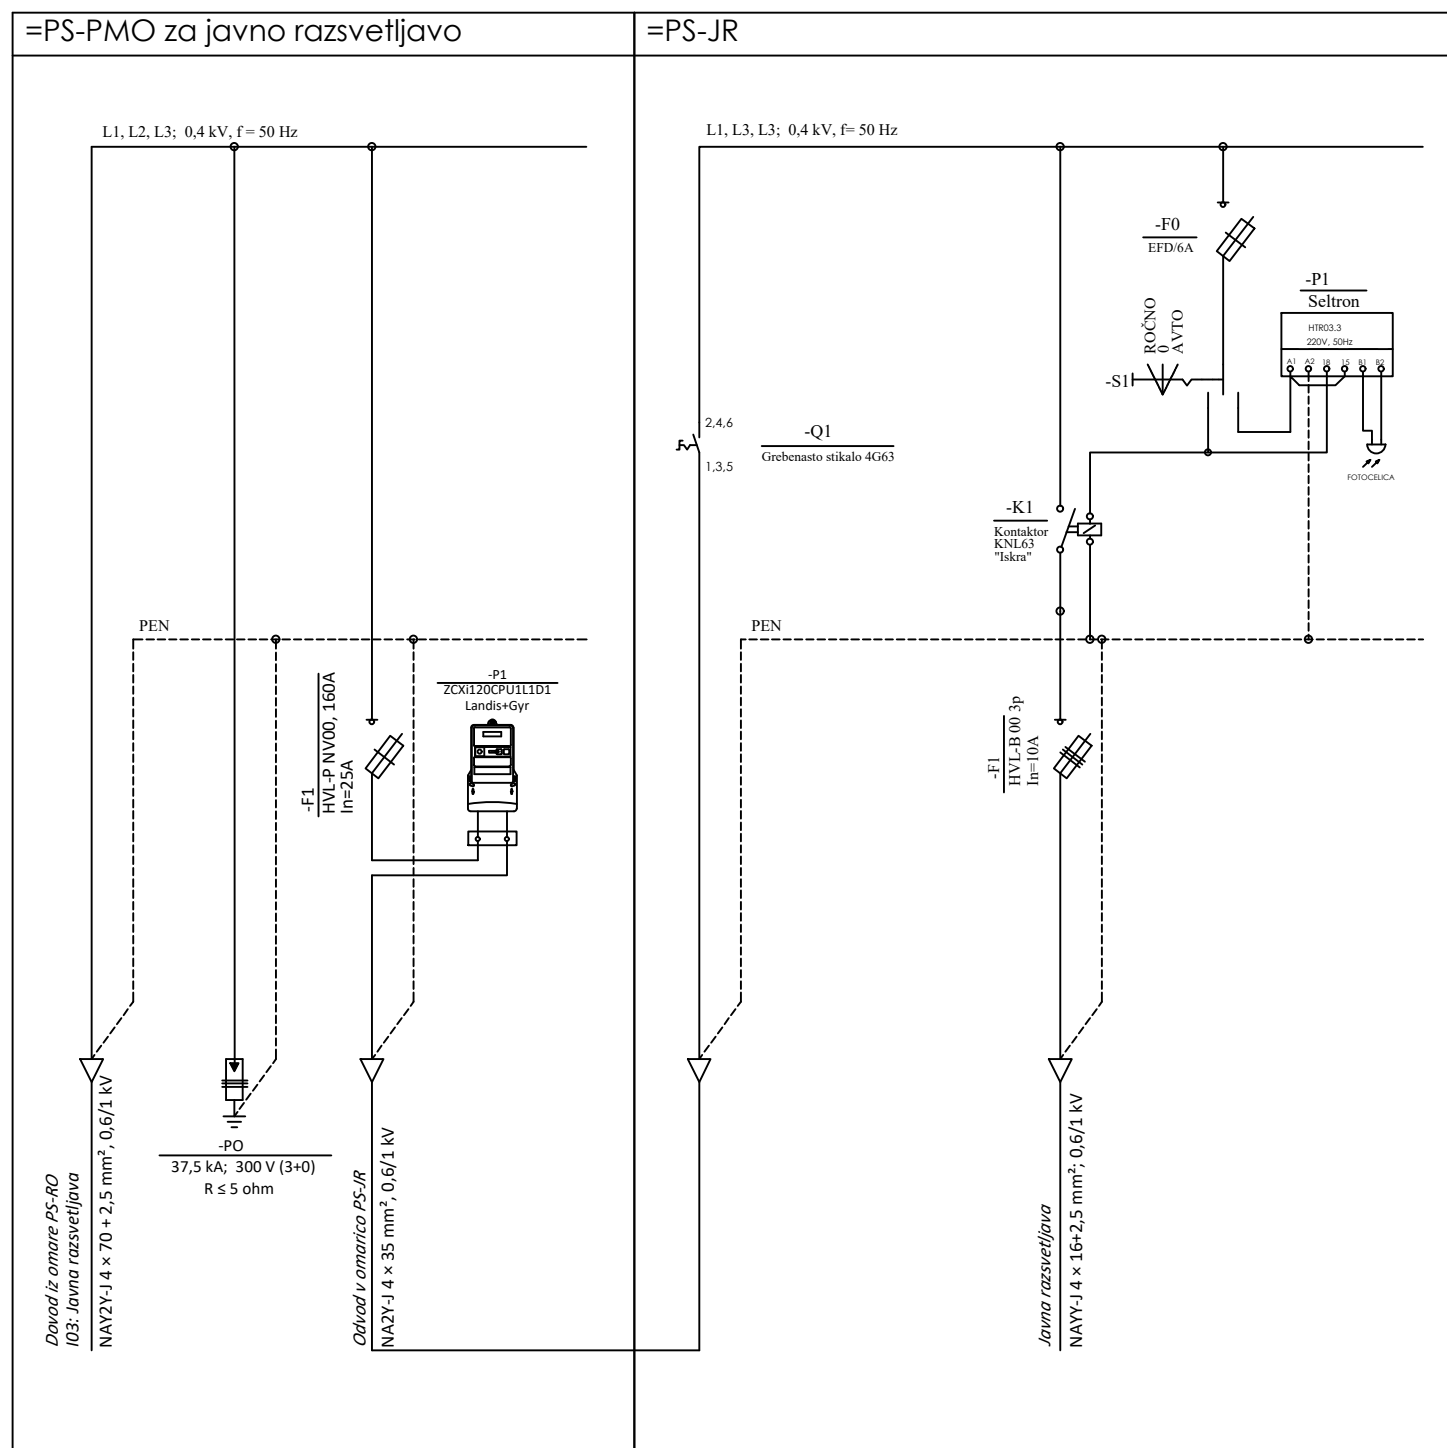 =PS-PMO za javno razsvetljavo
L1, L2, L3; 0,4 kV, f = 50 Hz
PEN
-F1
HVL-P NV00, 160A
In=25A
-P1
ZCXi120CPU1L1D1
Landis+Gyr
-PO
37,5 kA; 300 V (3+0)
R ≤ 5 ohm
Dovod iz omare PS-RO
I03: Javna razsvetljava
NAY2Y-J 4 × 70 + 2,5 mm², 0,6/1 kV
Odvod v omarico PS-JR
NA2Y-J 4 × 35 mm², 0,6/1 kV
=PS-JR
L1, L3, L3; 0,4 kV, f= 50 Hz
-F0
EFD/6A
-P1
Seltron
HTR03.3
220V, 50Hz
A1 A2 18 15 B1 B2
ROČNO
0
AVTO
-S1
FOTOCELICA
2,4,6
1,3,5
-Q1
Grebenasto stikalo 4G63
-K1
Kontaktor
KNL63
"Iskra"
PEN
-F1
HVL-B 00 3p
In=10A
Javna razsvetljava
NAYY-J 4 × 16+2,5 mm²; 0,6/1 kV